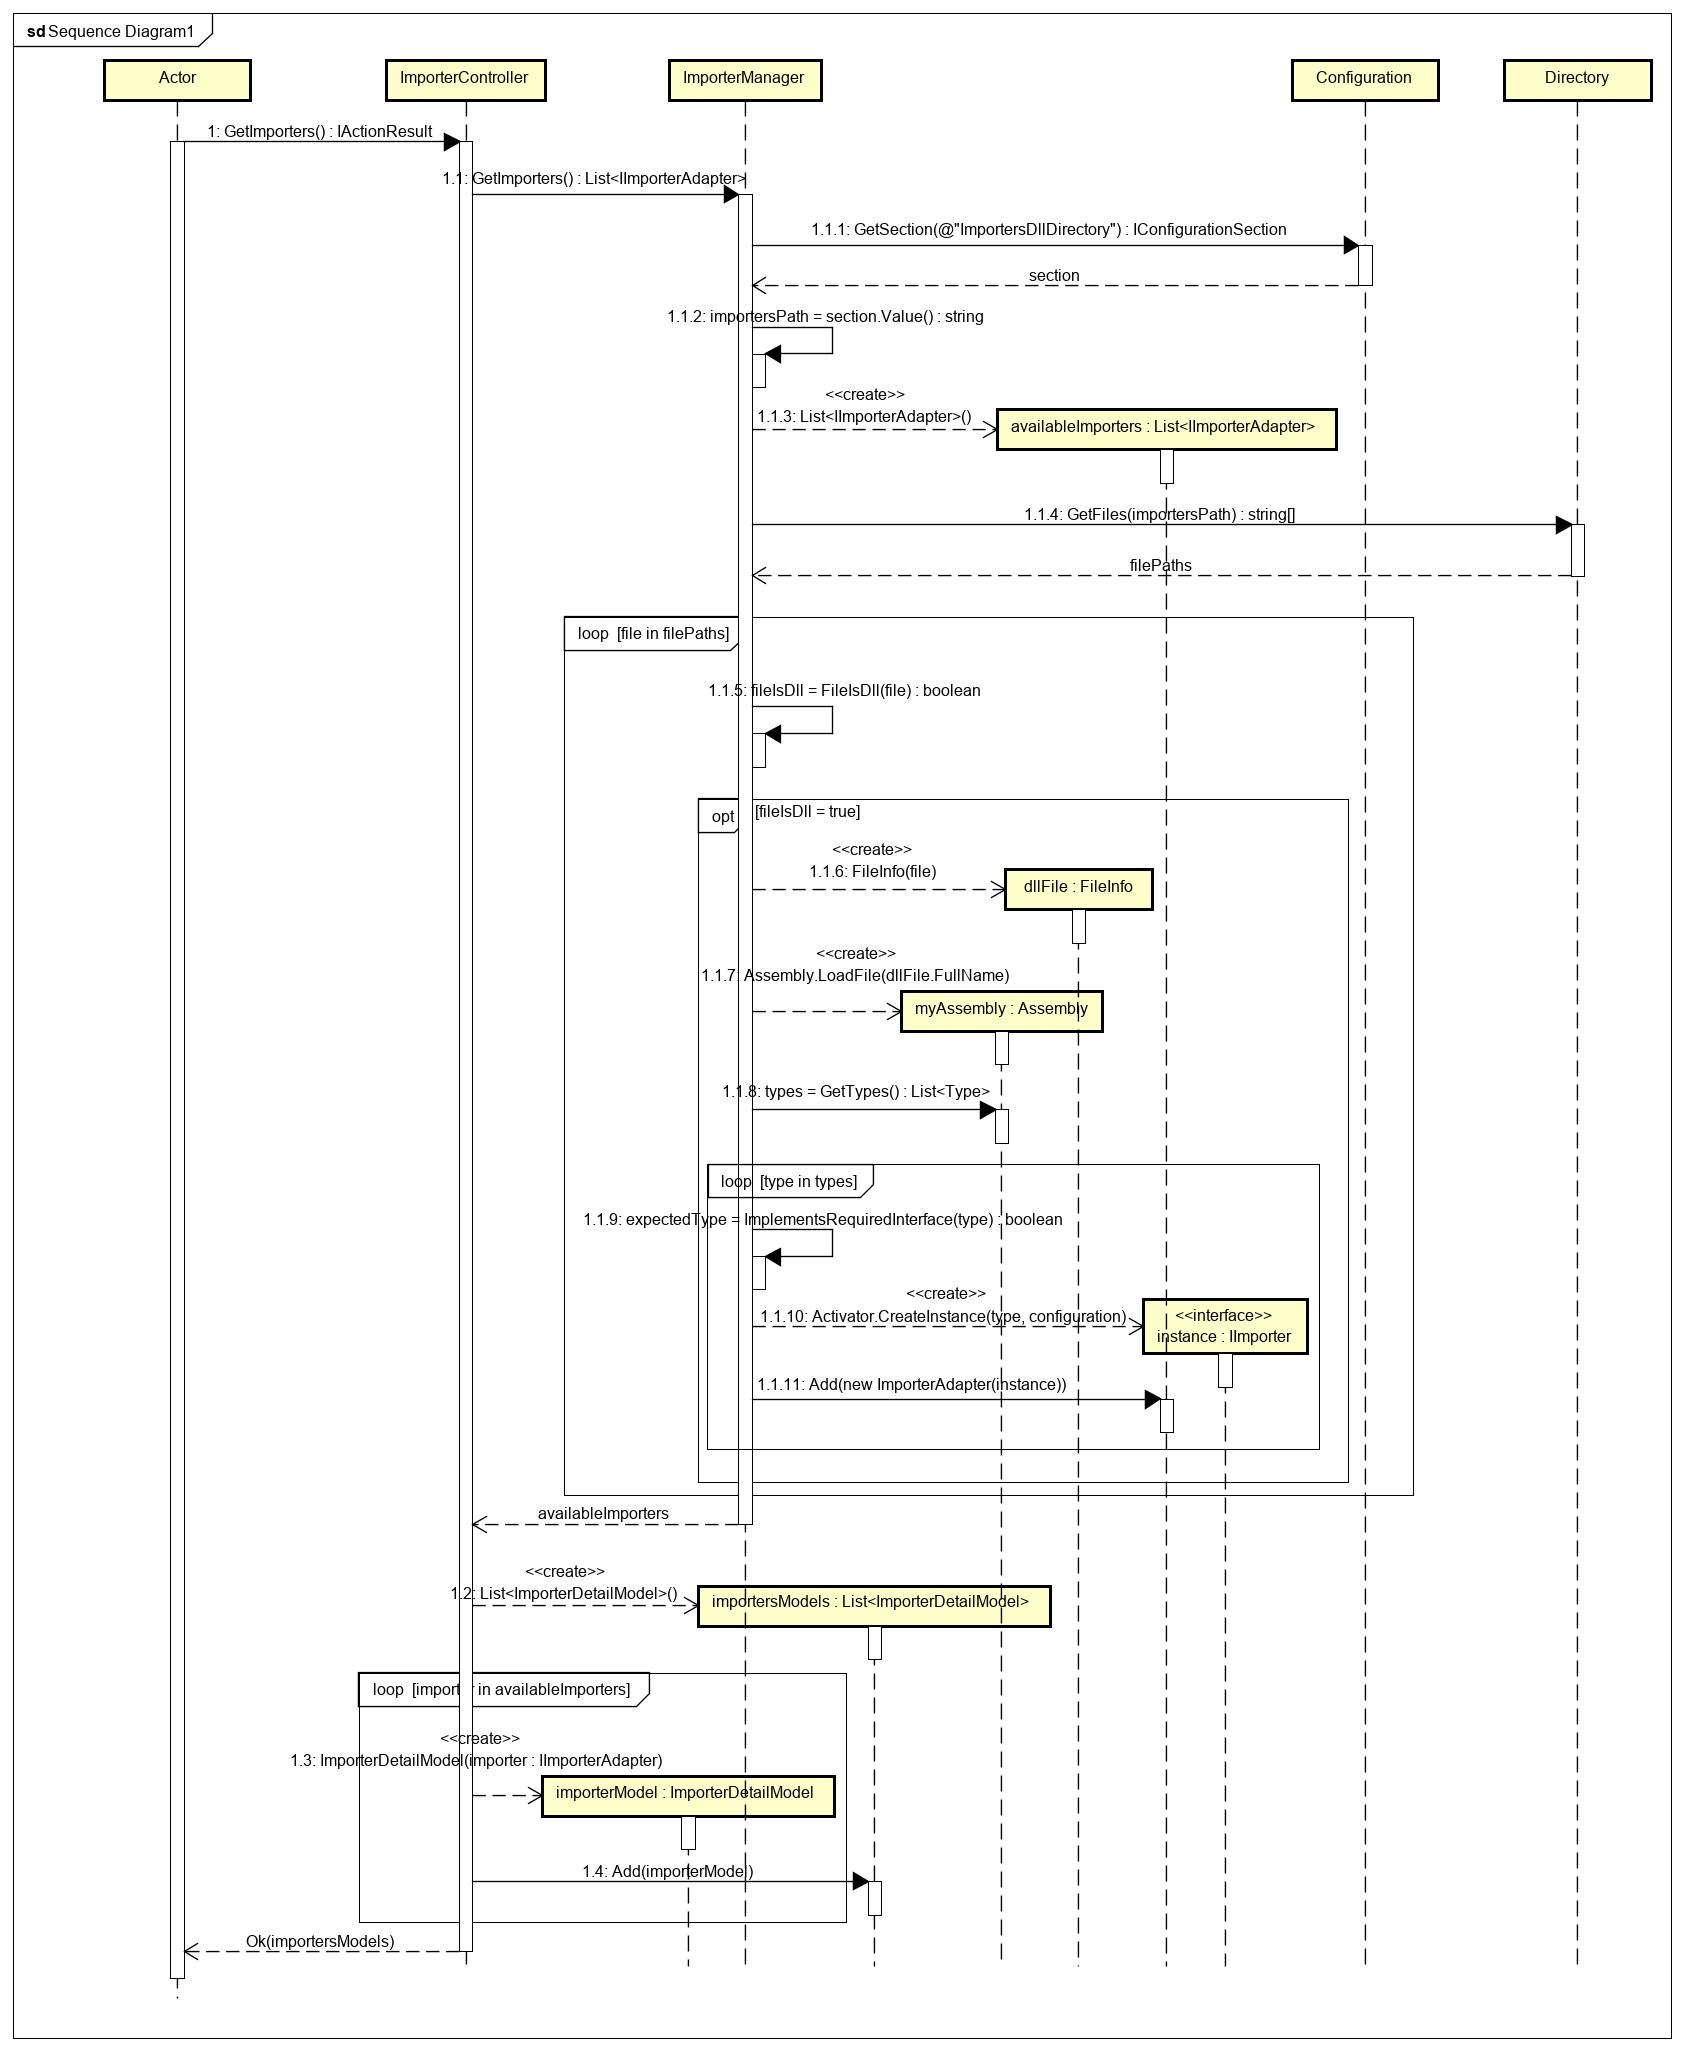 sd Sequence Diagram1
Actor
ImporterController
ImporterManager
Configuration
Directory
1: GetImporters() : IActionResult
1.1: GetImporters() : List<IImporterAdapter>
1.1.1: GetSection(@"ImportersDllDirectory") : IConfigurationSection
section
1.1.2: importersPath = section.Value() : string
<<create>>
1.1.3: List<IImporterAdapter>()
availableImporters : List<IImporterAdapter>
1.1.4: GetFiles(importersPath) : string[]
filePaths
loop [file in filePaths]
1.1.5: fileIsDll = FileIsDll(file) : boolean
opt [fileIsDll = true]
<<create>>
1.1.6: FileInfo(file)
dllFile : FileInfo
<<create>>
1.1.7: Assembly.LoadFile(dllFile.FullName)
myAssembly : Assembly
1.1.8: types = GetTypes() : List<Type>
loop [type in types]
1.1.9: expectedType = ImplementsRequiredInterface(type) : boolean
<<create>>
1.1.10: Activator.CreateInstance(type, configuration)
<<interface>>
instance : IImporter
1.1.11: Add(new ImporterAdapter(instance))
availableImporters
<<create>>
1.2: List<ImporterDetailModel>()
importersModels : List<ImporterDetailModel>
loop [importer in availableImporters]
<<create>>
1.3: ImporterDetailModel(importer : IImporterAdapter)
importerModel : ImporterDetailModel
1.4: Add(importerModel)
Ok(importersModels)